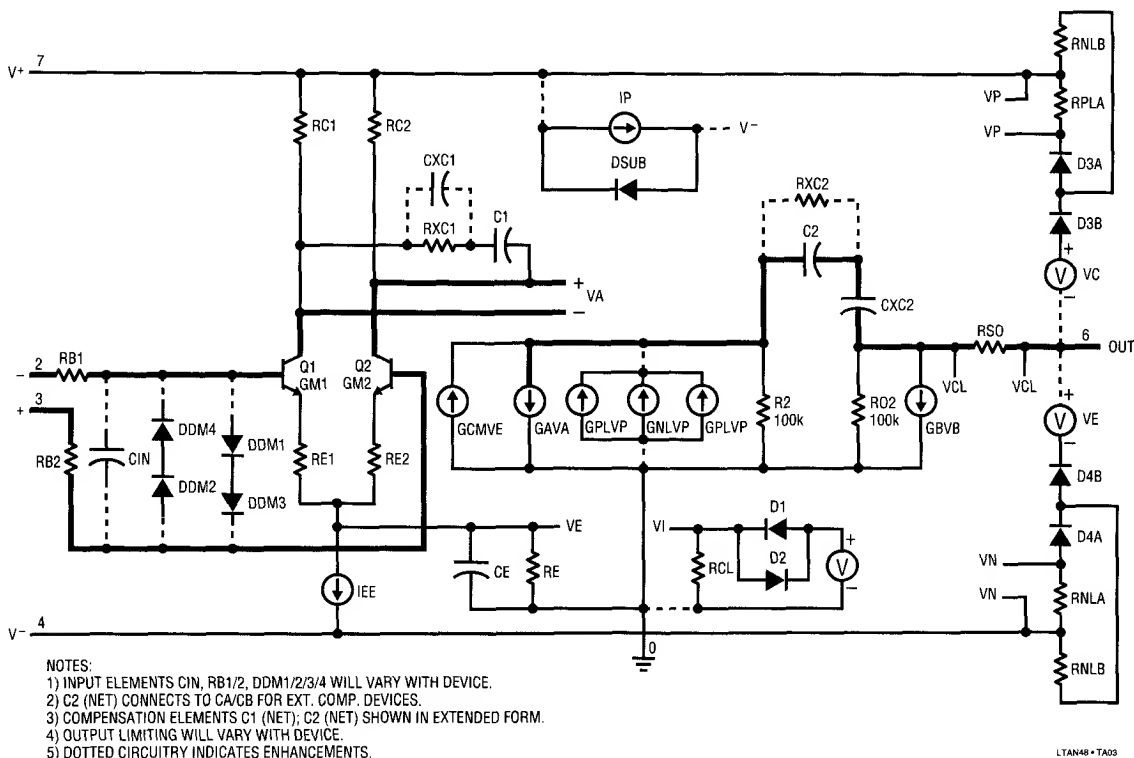 7
V+
RNLB
VP
RPLA
VP
D3A
D3B
+
VC
−
IP
V−
DSUB
RC1
RC2
CXC1
RXC1
C1
+
VA
−
RXC2
C2
CXC2
RSO
6
OUT
VCL
VCL
+
VE
−
2
−
RB1
3
+
RB2
Q1
GM1
Q2
GM2
CIN
DDM4
DDM2
DDM1
DDM3
RE1
RE2
GCMVE
GAVA
GPLVP
GNLVP
GPLVP
R2
100k
RO2
100k
GBVB
D4B
D4A
VN
VN
RNLA
RNLB
VE
CE
RE
IEE
VI
RCL
D1
D2
+
V
−
4
V−
0
NOTES:
1) INPUT ELEMENTS CIN, RB1/2, DDM1/2/3/4 WILL VARY WITH DEVICE.
2) C2 (NET) CONNECTS TO CA/CB FOR EXT. COMP. DEVICES.
3) COMPENSATION ELEMENTS C1 (NET); C2 (NET) SHOWN IN EXTENDED FORM.
4) OUTPUT LIMITING WILL VARY WITH DEVICE.
5) DOTTED CIRCUITRY INDICATES ENHANCEMENTS.
LTAN48 • TA03